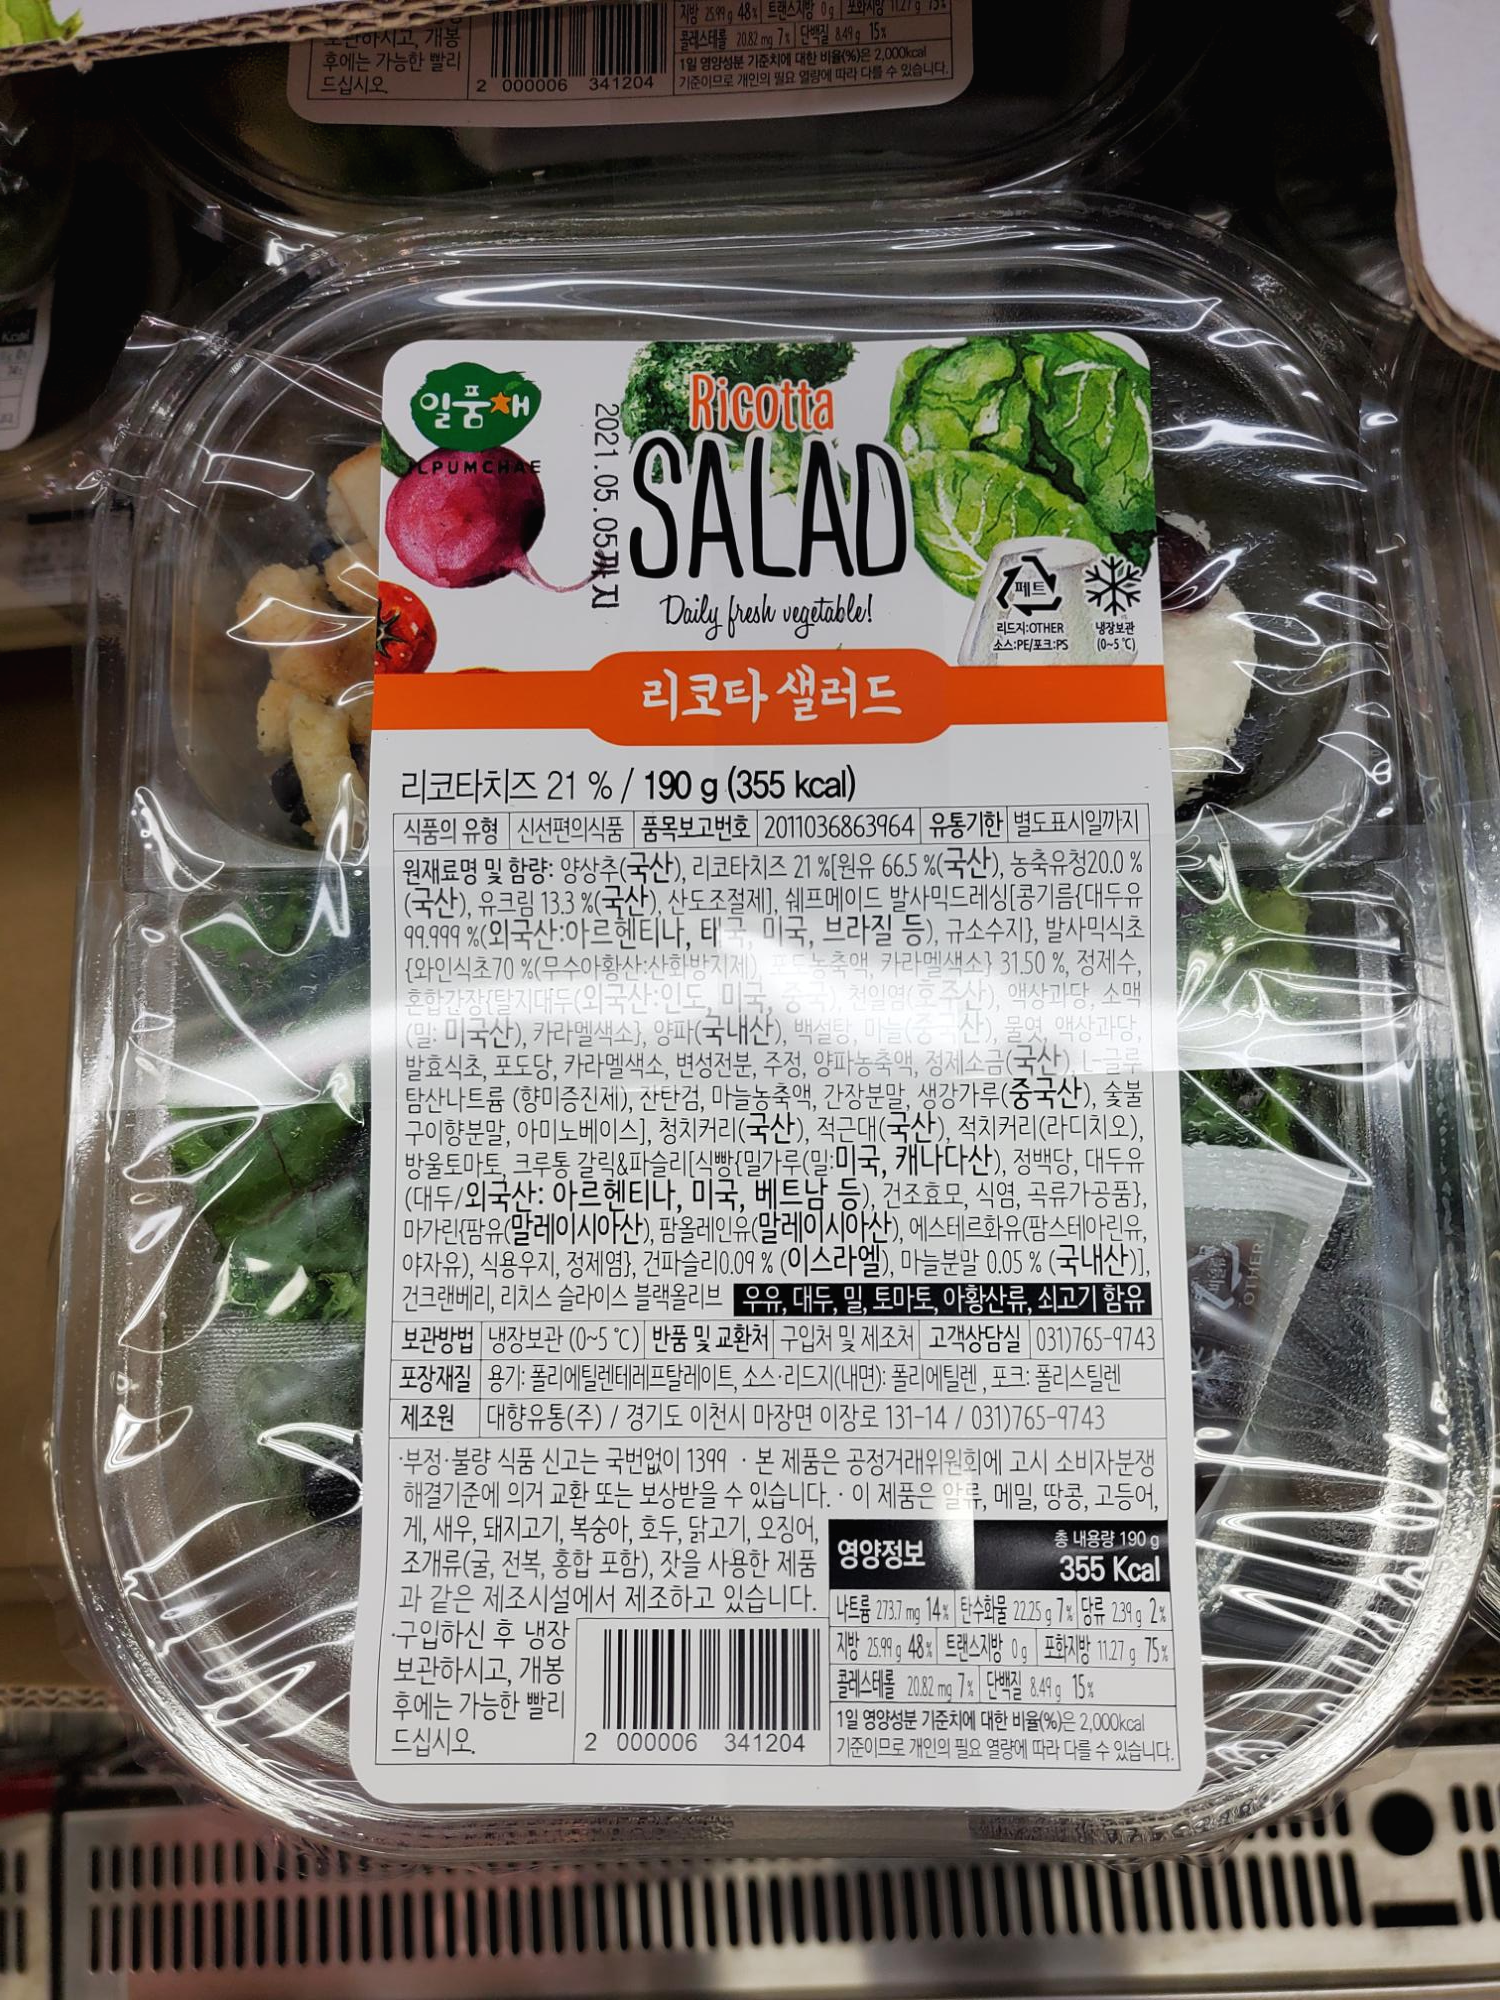 보관하시고, 개봉
후에는 가능한 빨리
드십시오.
2 000006 341204
지방 25.99 g 48% 트랜스지방 0 g 포화지방 11.27 g 75%
콜레스테롤 20.82 mg 7% 단백질 8.49 g 15%
1일 영양성분 기준치에 대한 비율(%)은 2,000kcal
기준이므로 개인의 필요 열량에 따라 다를 수 있습니다.
Kcal
일품채
ILPUMCHAE
2021.05.05까지
Ricotta
SALAD
Daily fresh vegetable!
페트
리드지:OTHER
소스:PE/포크:PS
냉장보관
(0~5 ℃)
리코타 샐러드
리코타치즈 21 % / 190 g (355 kcal)
식품의 유형 신선편의식품 품목보고번호 2011036863964 유통기한 별도표시일까지
원재료명 및 함량: 양상추(국산), 리코타치즈 21 %[원유 66.5 %(국산), 농축유청20.0 %
(국산), 유크림 13.3 %(국산), 산도조절제], 쉐프메이드 발사믹드레싱[콩기름{대두유
99.999 %(외국산:아르헨티나, 태국, 미국, 브라질 등), 규소수지}, 발사믹식초
{와인식초70 %(무수아황산:산화방지제), 포도농축액, 카라멜색소} 31.50 %, 정제수,
혼합간장{탈지대두(외국산:인도, 미국, 중국), 천일염(호주산), 액상과당, 소맥
(밀: 미국산), 카라멜색소}, 양파(국내산), 백설탕, 마늘(중국산), 물엿, 액상과당,
발효식초, 포도당, 카라멜색소, 변성전분, 주정, 양파농축액, 정제소금(국산), L-글루
탐산나트륨 (향미증진제), 잔탄검, 마늘농축액, 간장분말, 생강가루(중국산), 숯불
구이향분말, 아미노베이스], 청치커리(국산), 적근대(국산), 적치커리(라디치오),
방울토마토, 크루통 갈릭&파슬리[식빵{밀가루(밀:미국, 캐나다산), 정백당, 대두유
(대두/외국산: 아르헨티나, 미국, 베트남 등), 건조효모, 식염, 곡류가공품},
마가린{팜유(말레이시아산), 팜올레인유(말레이시아산), 에스테르화유(팜스테아린유,
야자유), 식용우지, 정제염}, 건파슬리0.09 % (이스라엘), 마늘분말 0.05 % (국내산)],
건크랜베리, 리치스 슬라이스 블랙올리브 우유, 대두, 밀, 토마토, 아황산류, 쇠고기 함유
보관방법 냉장보관 (0~5 ℃) 반품 및 교환처 구입처 및 제조처 고객상담실 031)765-9743
포장재질 용기: 폴리에틸렌테레프탈레이트, 소스·리드지(내면): 폴리에틸렌 , 포크: 폴리스틸렌
제조원 대향유통(주) / 경기도 이천시 마장면 이장로 131-14 / 031)765-9743
·부정·불량 식품 신고는 국번없이 1399 · 본 제품은 공정거래위원회에 고시 소비자분쟁
해결기준에 의거 교환 또는 보상받을 수 있습니다. · 이 제품은 알류, 메밀, 땅콩, 고등어,
게, 새우, 돼지고기, 복숭아, 호두, 닭고기, 오징어,
조개류(굴, 전복, 홍합 포함), 잣을 사용한 제품
과 같은 제조시설에서 제조하고 있습니다.
·구입하신 후 냉장
보관하시고, 개봉
후에는 가능한 빨리
드십시오.
2 000006 341204
영양정보 총 내용량 190 g
355 Kcal
나트륨 273.7 mg 14% 탄수화물 22.25 g 7% 당류 2.39 g 2%
지방 25.99 g 48% 트랜스지방 0 g 포화지방 11.27 g 75%
콜레스테롤 20.82 mg 7% 단백질 8.49 g 15%
1일 영양성분 기준치에 대한 비율(%)은 2,000kcal
기준이므로 개인의 필요 열량에 따라 다를 수 있습니다.
OTHER